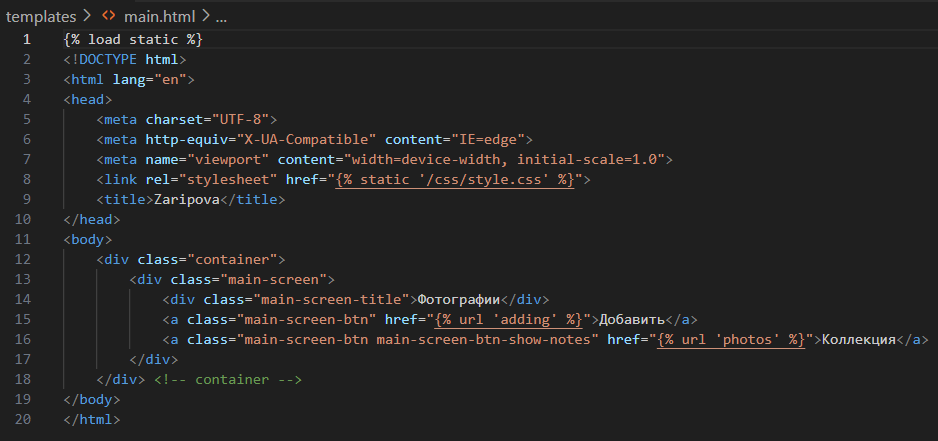 templates > main.html > ...
1 {% load static %}
2 <!DOCTYPE html>
3 <html lang="en">
4 <head>
5     <meta charset="UTF-8">
6     <meta http-equiv="X-UA-Compatible" content="IE=edge">
7     <meta name="viewport" content="width=device-width, initial-scale=1.0">
8     <link rel="stylesheet" href="{% static '/css/style.css' %}">
9     <title>Zaripova</title>
10 </head>
11 <body>
12     <div class="container">
13         <div class="main-screen">
14             <div class="main-screen-title">Фотографии</div>
15             <a class="main-screen-btn" href="{% url 'adding' %}">Добавить</a>
16             <a class="main-screen-btn main-screen-btn-show-notes" href="{% url 'photos' %}">Коллекция</a>
17         </div>
18     </div> <!-- container -->
19 </body>
20 </html>